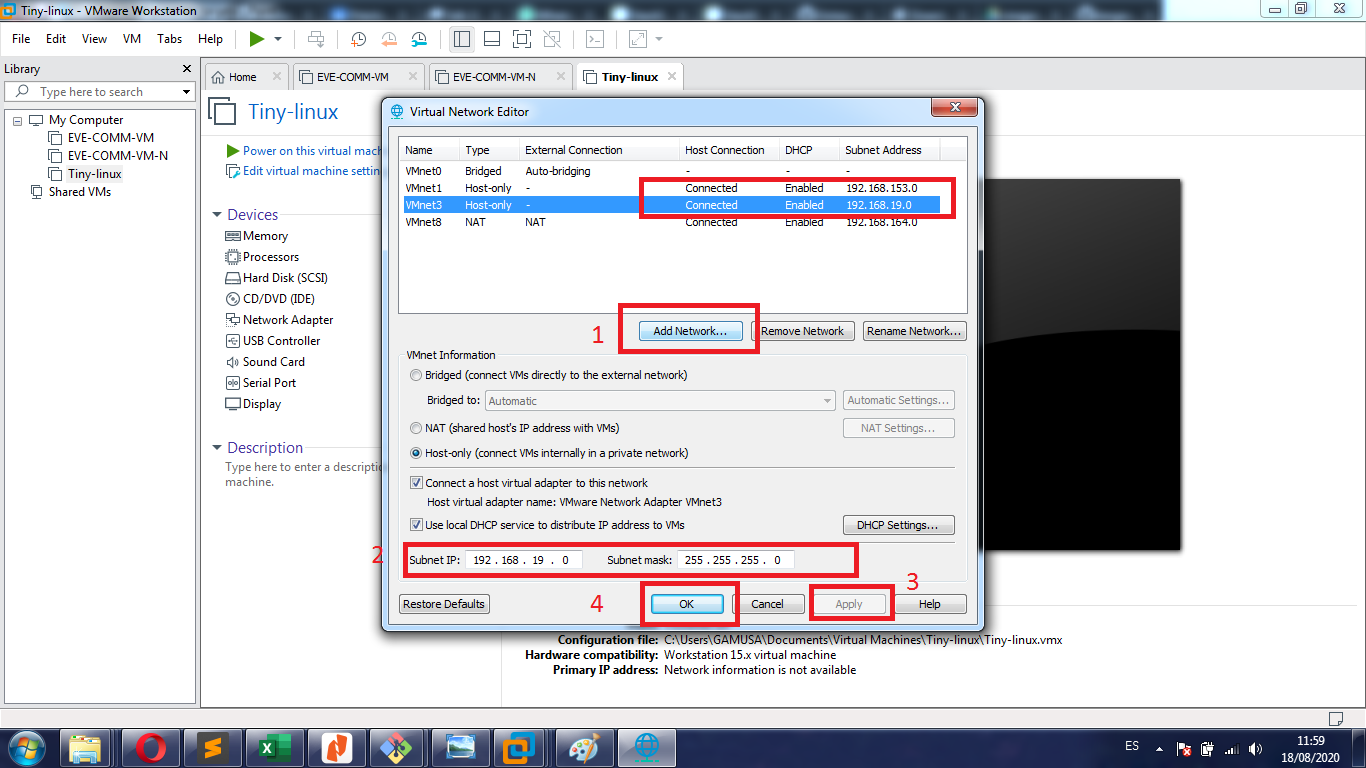 Tiny-linux - VMware Workstation
File Edit View VM Tabs Help
Library
Type here to search
My Computer
EVE-COMM-VM
EVE-COMM-VM-N
Tiny-linux
Shared VMs
Home EVE-COMM-VM EVE-COMM-VM-N Tiny-linux
Tiny-linux
Power on this virtual mach
Edit virtual machine settin
Devices
Memory
Processors
Hard Disk (SCSI)
CD/DVD (IDE)
Network Adapter
USB Controller
Sound Card
Serial Port
Display
Description
Type here to enter a descriptio
machine.
Virtual Network Editor
Name Type External Connection Host Connection DHCP Subnet Address
VMnet0 Bridged Auto-bridging - - -
VMnet1 Host-only - Connected Enabled 192.168.153.0
VMnet3 Host-only - Connected Enabled 192.168.19.0
VMnet8 NAT NAT Connected Enabled 192.168.164.0
1 Add Network... Remove Network Rename Network...
VMnet Information
Bridged (connect VMs directly to the external network)
Bridged to: Automatic Automatic Settings...
NAT (shared host's IP address with VMs) NAT Settings...
Host-only (connect VMs internally in a private network)
Connect a host virtual adapter to this network
Host virtual adapter name: VMware Network Adapter VMnet3
Use local DHCP service to distribute IP address to VMs DHCP Settings...
2 Subnet IP: 192 . 168 . 19 . 0 Subnet mask: 255 . 255 . 255 . 0
3
Restore Defaults 4 OK Cancel Apply Help
Configuration file: C:\Users\GAMUSA\Documents\Virtual Machines\Tiny-linux\Tiny-linux.vmx
Hardware compatibility: Workstation 15.x virtual machine
Primary IP address: Network information is not available
ES
11:59
18/08/2020